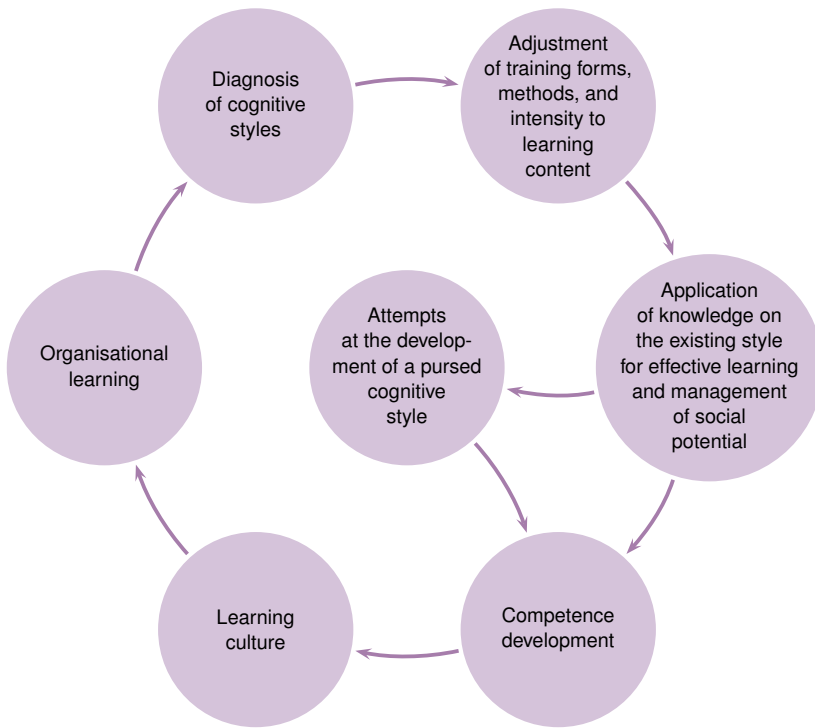 Diagnosis
of cognitive
styles
Adjustment
of training forms,
methods, and
intensity to
learning
content
Application
of knowledge on
the existing style
for effective learning
and management
of social
potential
Attempts
at the develop-
ment of a pursed
cognitive
style
Organisational
learning
Learning
culture
Competence
development